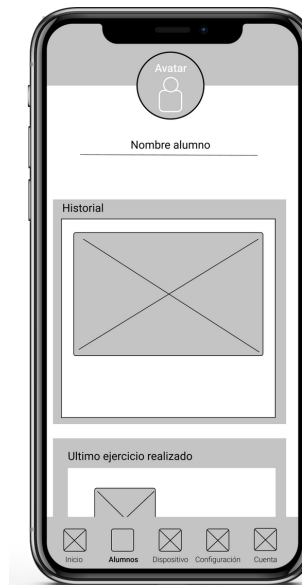 Avatar
Nombre alumno
Historial
Ultimo ejercicio realizado
Inicio
Alumnos
Dispositivo
Configuración
Cuenta